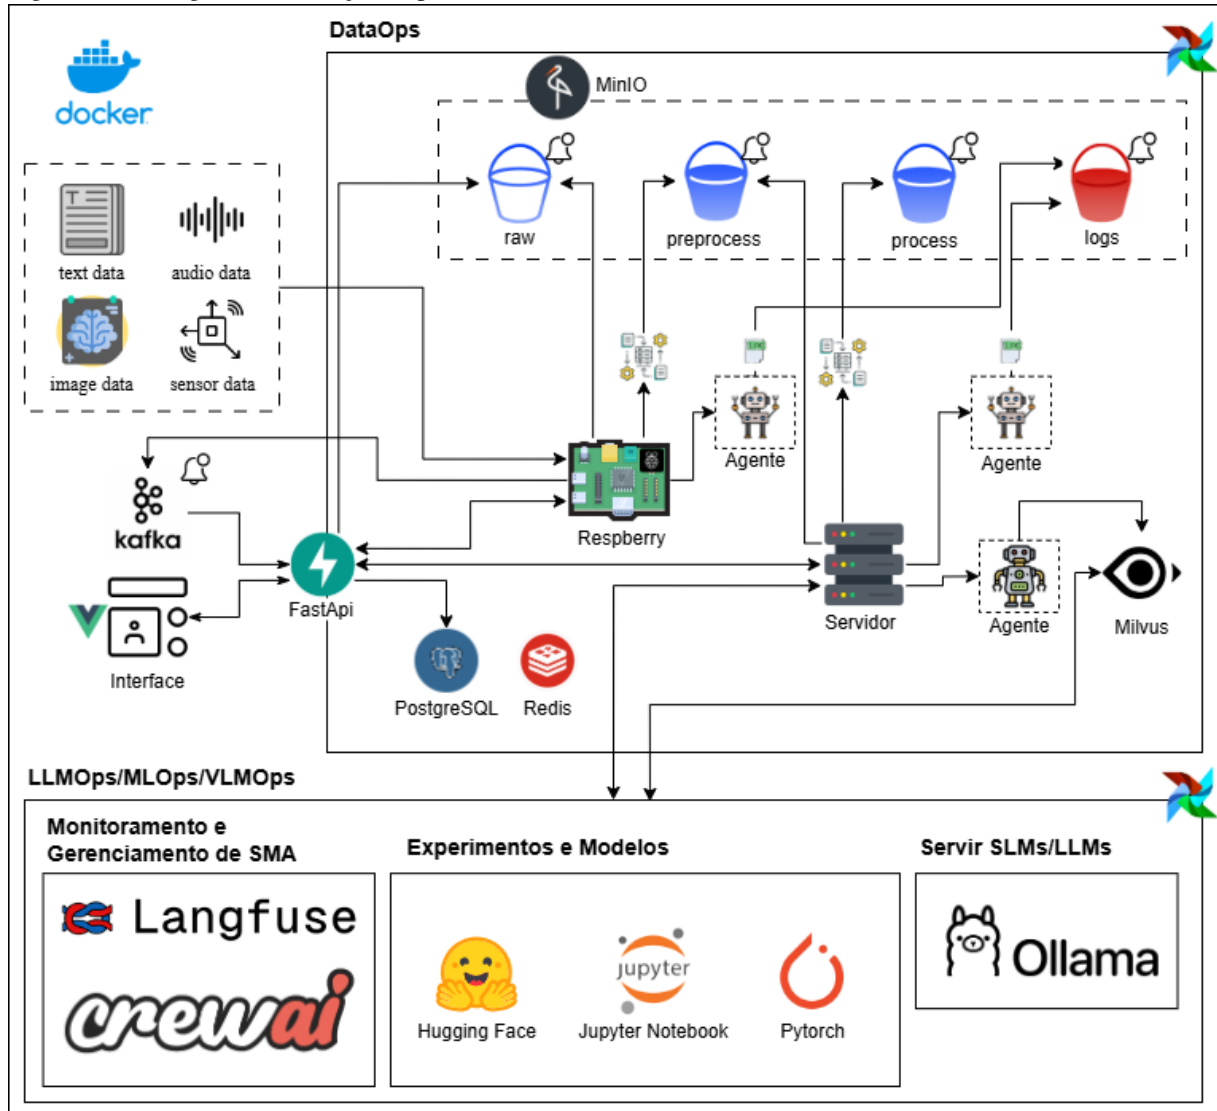 DataOps
docker
MinIO
raw
preprocess
process
logs
text data
audio data
image data
sensor data
Agente
Agente
kafka
Respberry
FastApi
Servidor
Agente
Milvus
Interface
PostgreSQL
Redis
LLMOps/MLOps/VLMOps
Monitoramento e
Gerenciamento de SMA
Experimentos e Modelos
Servir SLMs/LLMs
Langfuse
crewai
Jupyter
Ollama
Hugging Face
Jupyter Notebook
Pytorch